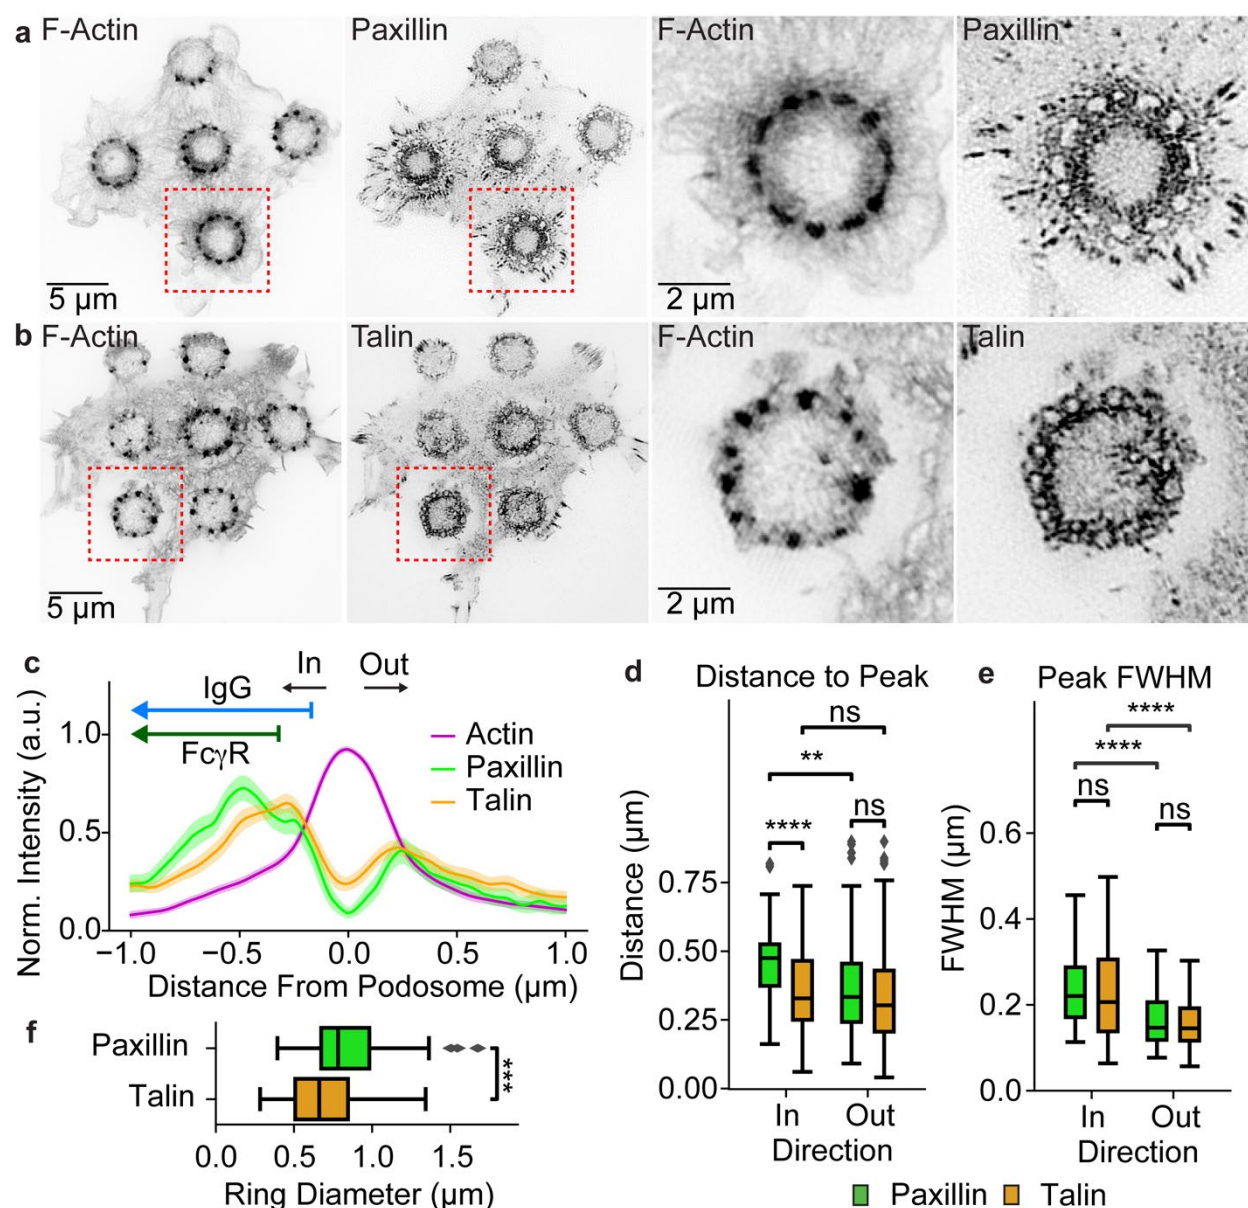 a F-Actin Paxillin F-Actin Paxillin
5 μm 2 μm
b F-Actin Talin F-Actin Talin
5 μm 2 μm
c In Out
IgG
FcγR
Actin
Paxillin
Talin
Norm. Intensity (a.u.)
1.0
0.5
0.0
−1.0 −0.5 0.0 0.5 1.0
Distance From Podosome (μm)
d Distance to Peak
ns
**
ns
****
Distance (μm)
0.75
0.50
0.25
0.00
In Out
Direction
e Peak FWHM
****
****
ns
ns
FWHM (μm)
0.6
0.4
0.2
0.0
In Out
Direction
f
Paxillin
Talin
***
0.0 0.5 1.0 1.5
Ring Diameter (μm)
Paxillin Talin